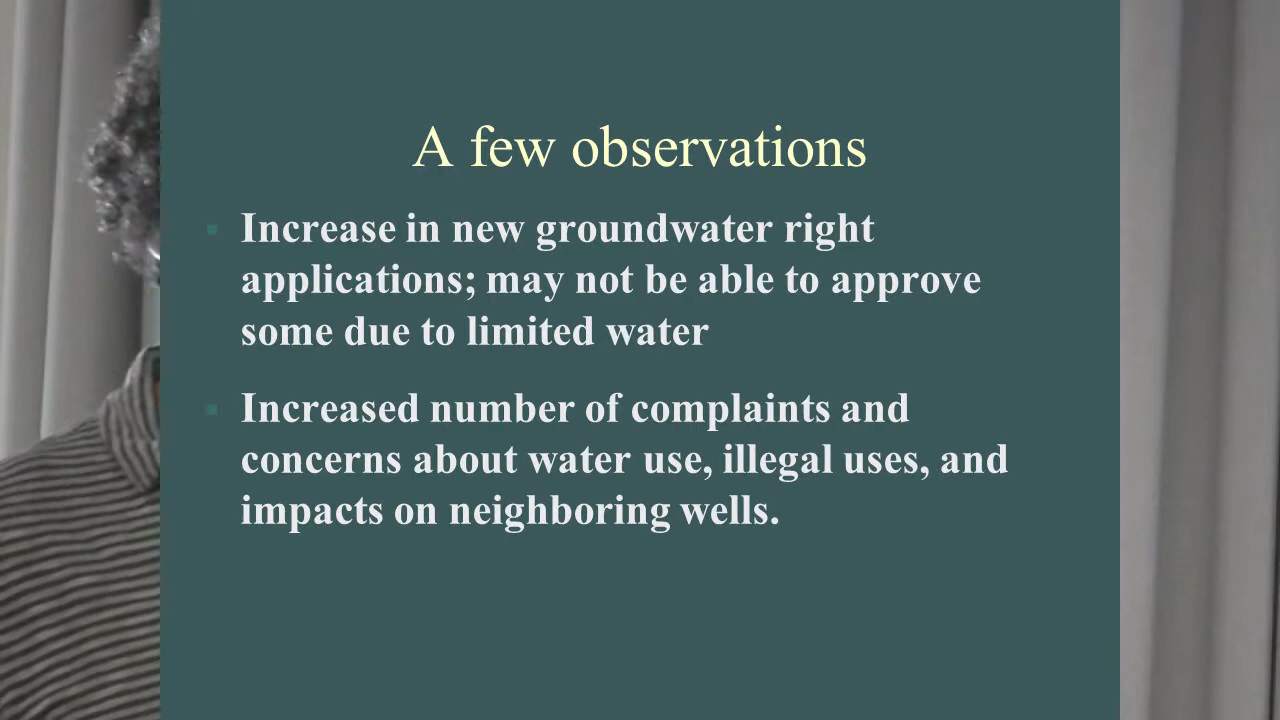 A few observations
Increase in new groundwater right
applications; may not be able to approve
some due to limited water
Increased number of complaints and
concerns about water use, illegal uses, and
impacts on neighboring wells.